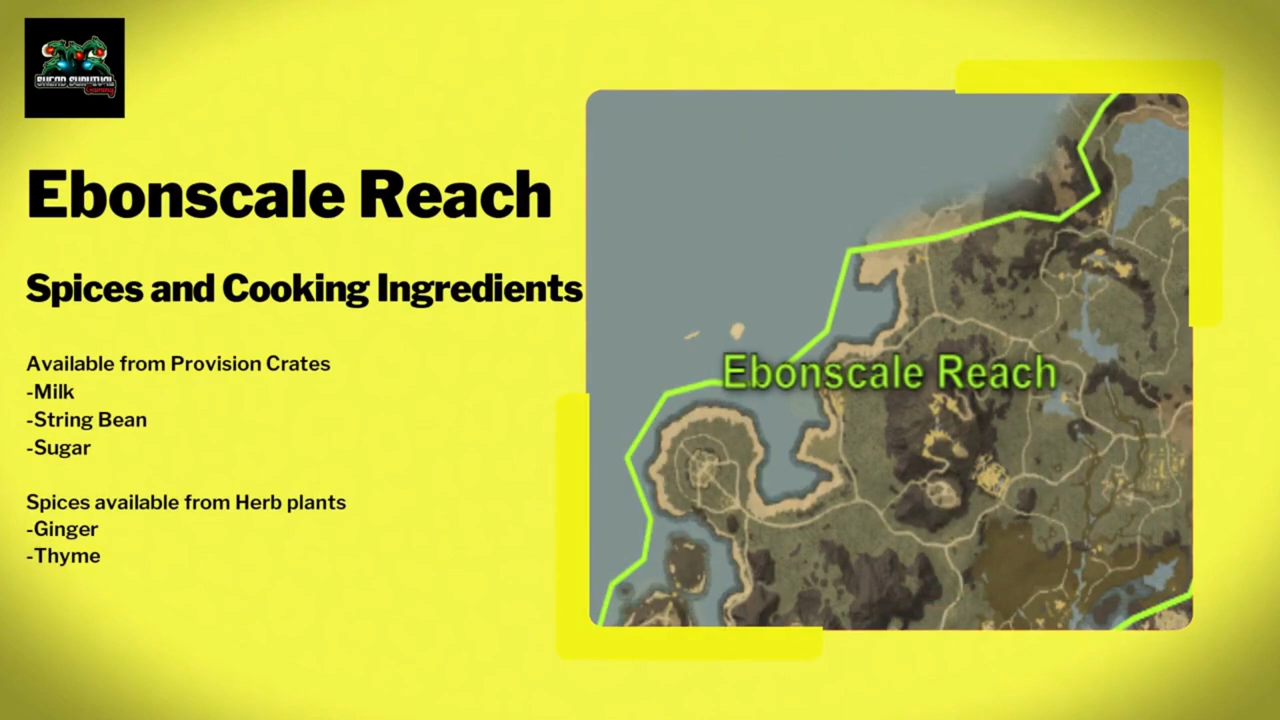 Ebonscale Reach
Spices and Cooking Ingredients
Available from Provision Crates
-Milk
-String Bean
-Sugar
Spices available from Herb plants
-Ginger
-Thyme
Ebonscale Reach